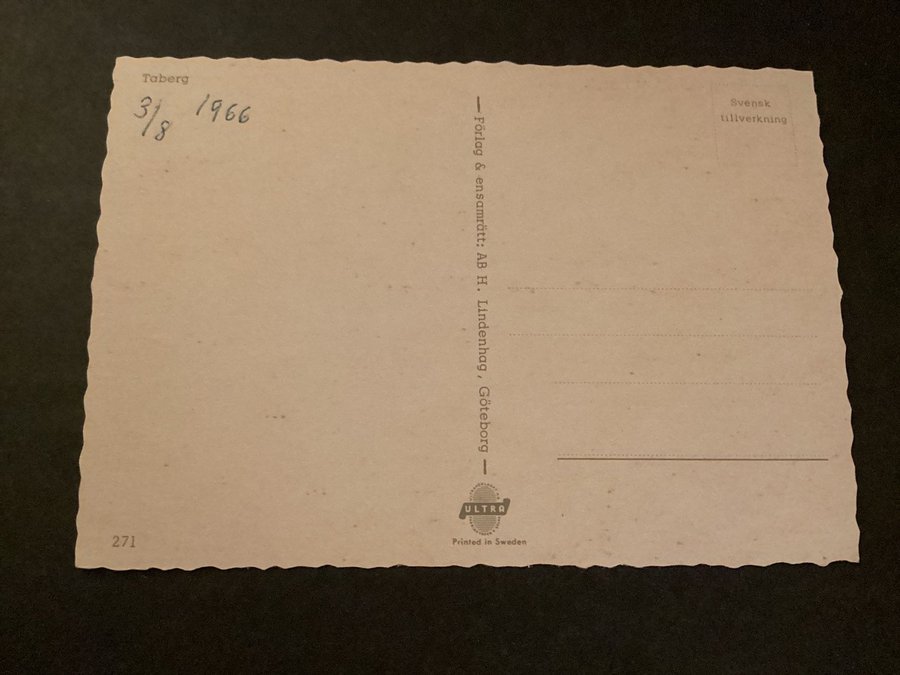 Taberg
3/8 1966
Svensk
tillverkning
— Förlag & ensamrätt: AB H. Lindenhag, Göteborg —
ULTRA
Printed in Sweden
271